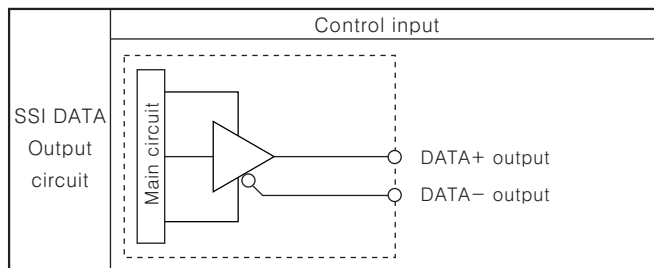 Control input
SSI DATA
Output
circuit
Main circuit
DATA+ output
DATA− output